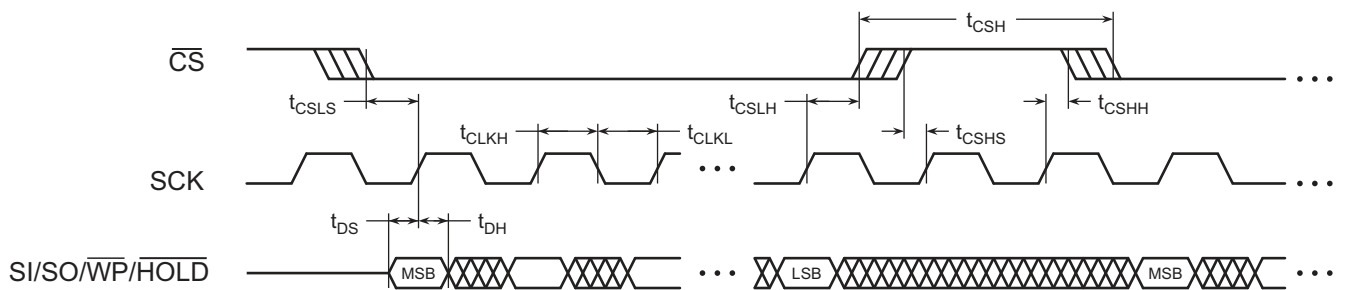 tCSH
CS
tCSLS
tCSLH
tCSHH
tCLKH
tCLKL
tCSHS
SCK
tDS
tDH
SI/SO/WP/HOLD
MSB
LSB
MSB